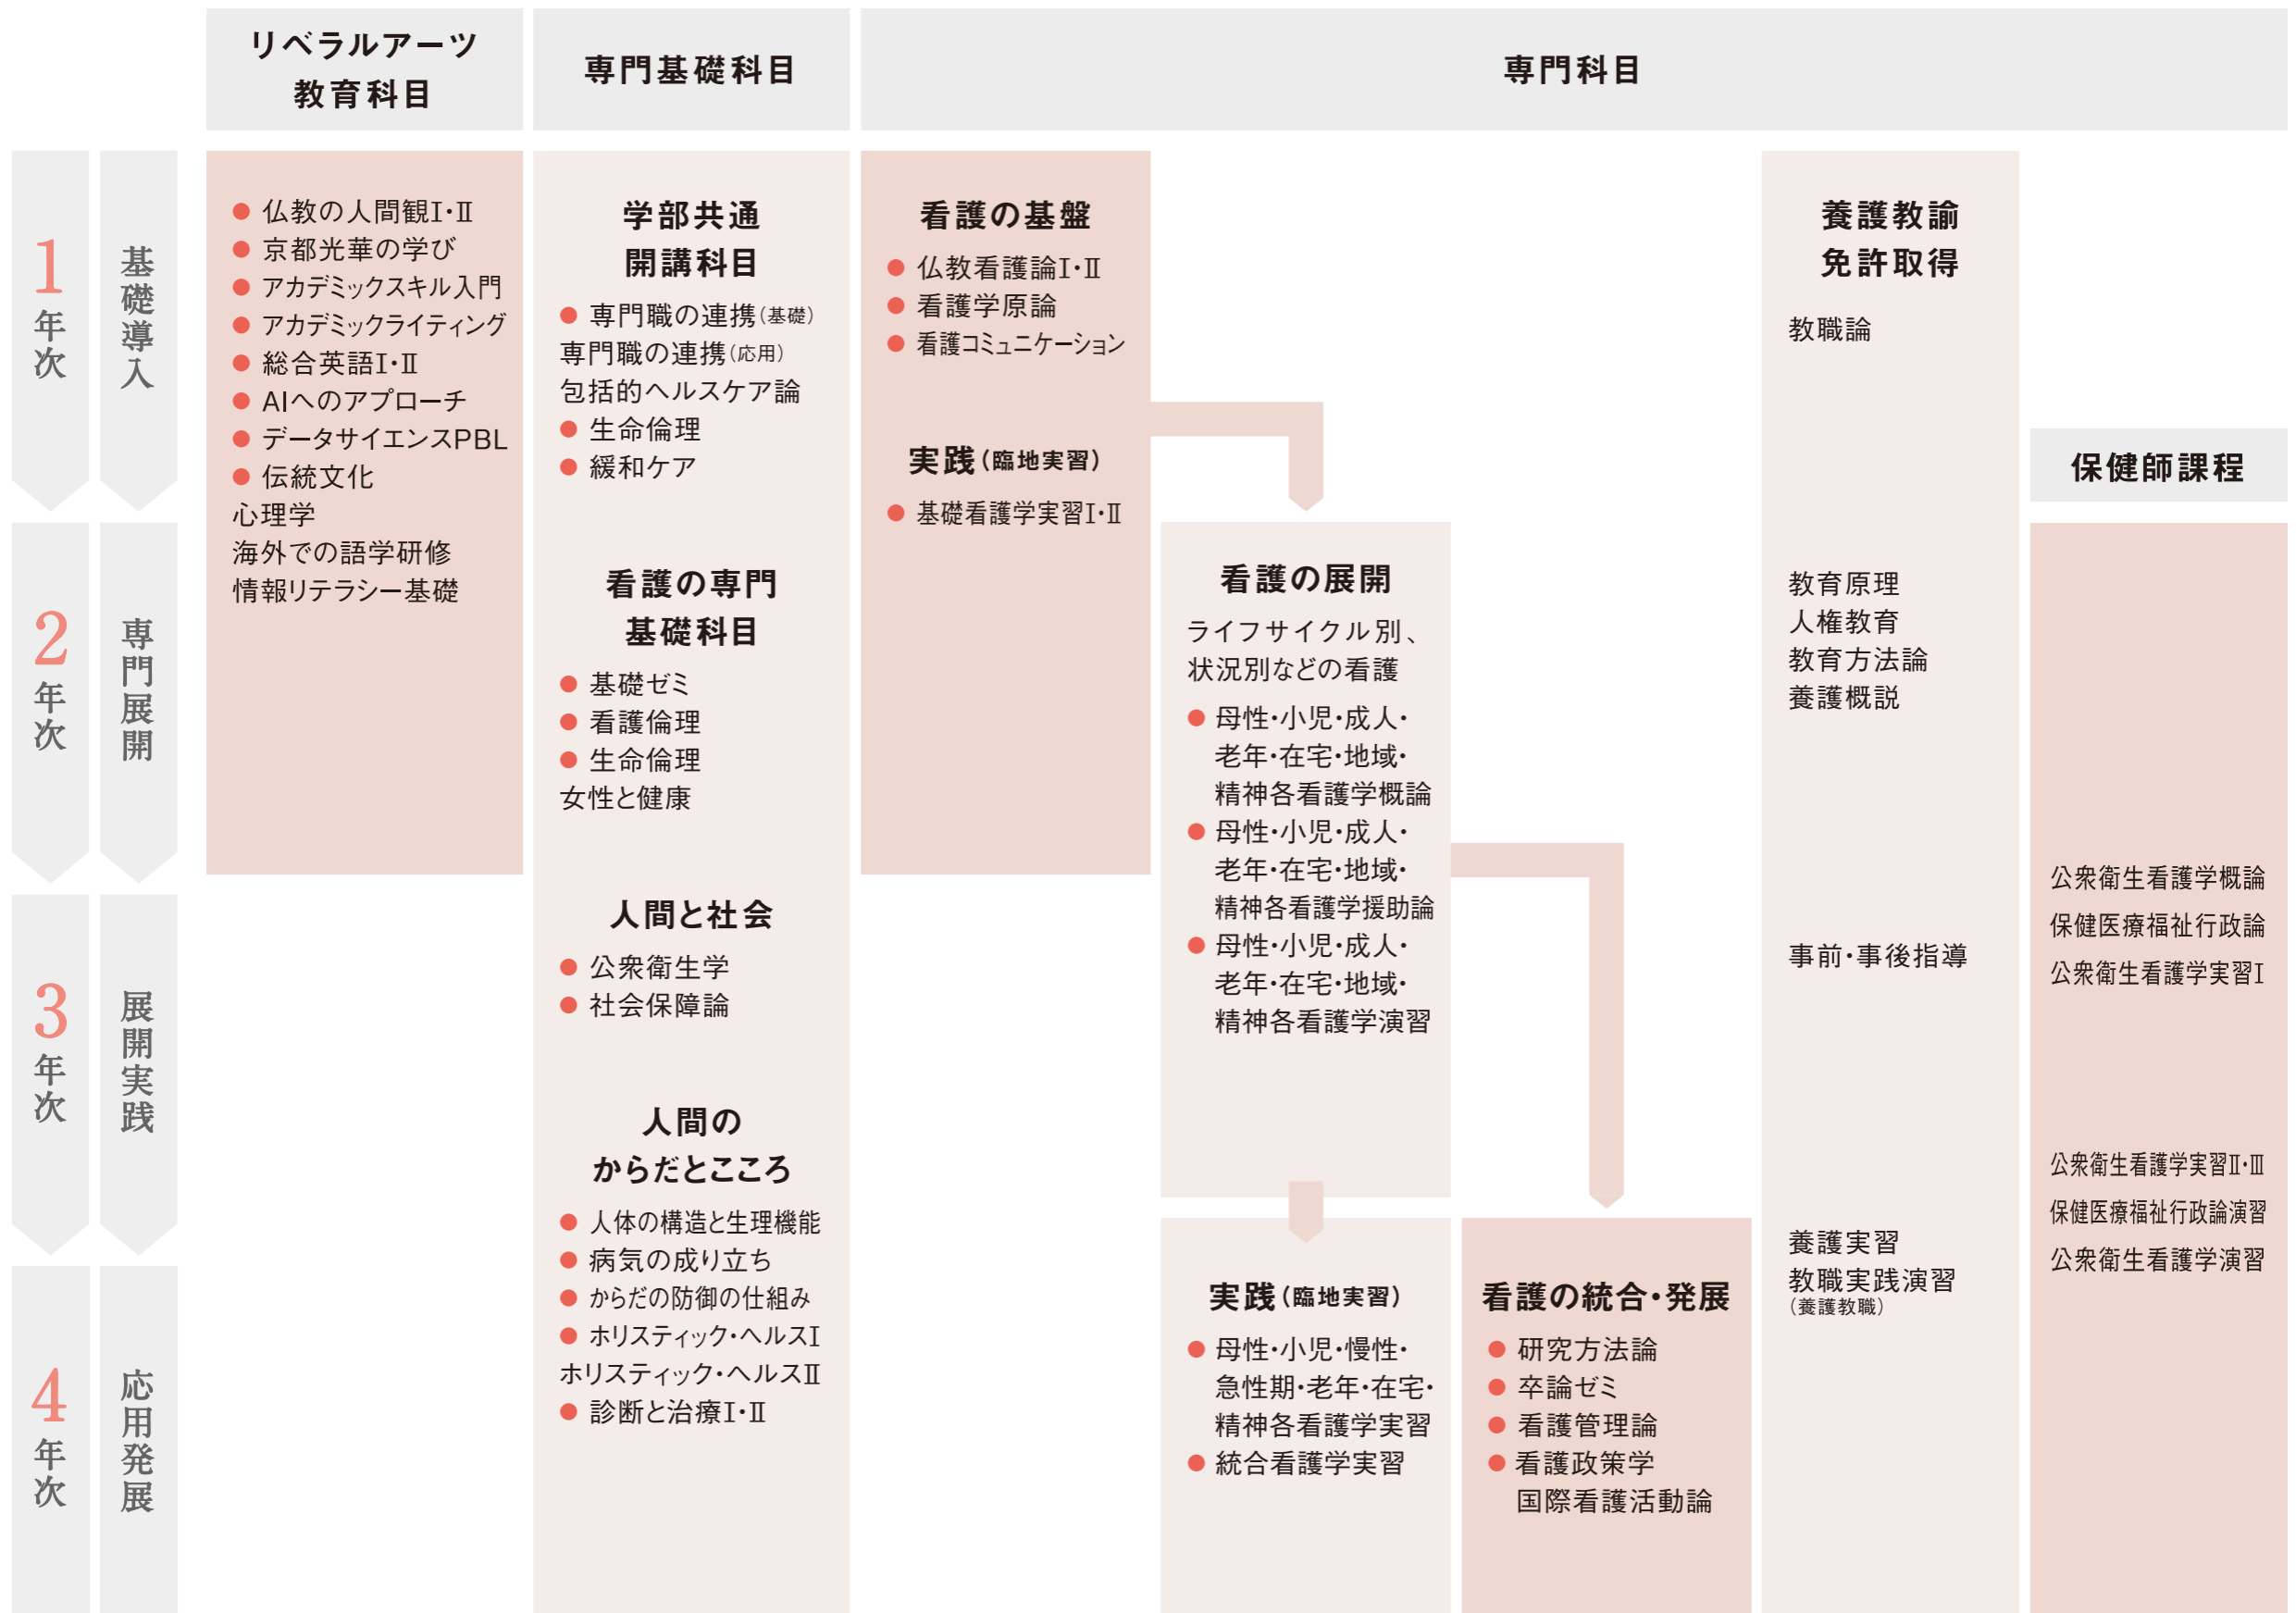 リベラルアーツ
教育科目
専門基礎科目
専門科目
1年次
基礎導入
2年次
専門展開
3年次
展開実践
4年次
応用発展
● 仏教の人間観Ⅰ・Ⅱ
● 京都光華の学び
● アカデミックスキル入門
● アカデミックライティング
● 総合英語Ⅰ・Ⅱ
● AIへのアプローチ
● データサイエンスPBL
● 伝統文化
心理学
海外での語学研修
情報リテラシー基礎
学部共通
開講科目
● 専門職の連携（基礎）
専門職の連携（応用）
包括的ヘルスケア論
● 生命倫理
● 緩和ケア
看護の専門
基礎科目
● 基礎ゼミ
● 看護倫理
● 生命倫理
女性と健康
人間と社会
● 公衆衛生学
● 社会保障論
人間の
からだとこころ
● 人体の構造と生理機能
● 病気の成り立ち
● からだの防御の仕組み
● ホリスティック・ヘルスⅠ
ホリスティック・ヘルスⅡ
● 診断と治療Ⅰ・Ⅱ
看護の基盤
● 仏教看護論Ⅰ・Ⅱ
● 看護学原論
● 看護コミュニケーション
実践（臨地実習）
● 基礎看護学実習Ⅰ・Ⅱ
看護の展開
ライフサイクル別、
状況別などの看護
● 母性・小児・成人・
老年・在宅・地域・
精神各看護学概論
● 母性・小児・成人・
老年・在宅・地域・
精神各看護学援助論
● 母性・小児・成人・
老年・在宅・地域・
精神各看護学演習
実践（臨地実習）
● 母性・小児・慢性・
急性期・老年・在宅・
精神各看護学実習
● 統合看護学実習
看護の統合・発展
● 研究方法論
● 卒論ゼミ
● 看護管理論
● 看護政策学
国際看護活動論
養護教諭
免許取得
教職論
教育原理
人権教育
教育方法論
養護概説
事前・事後指導
養護実習
教職実践演習
（養護教職）
保健師課程
公衆衛生看護学概論
保健医療福祉行政論
公衆衛生看護学実習Ⅰ
公衆衛生看護学実習Ⅱ・Ⅲ
保健医療福祉行政論演習
公衆衛生看護学演習